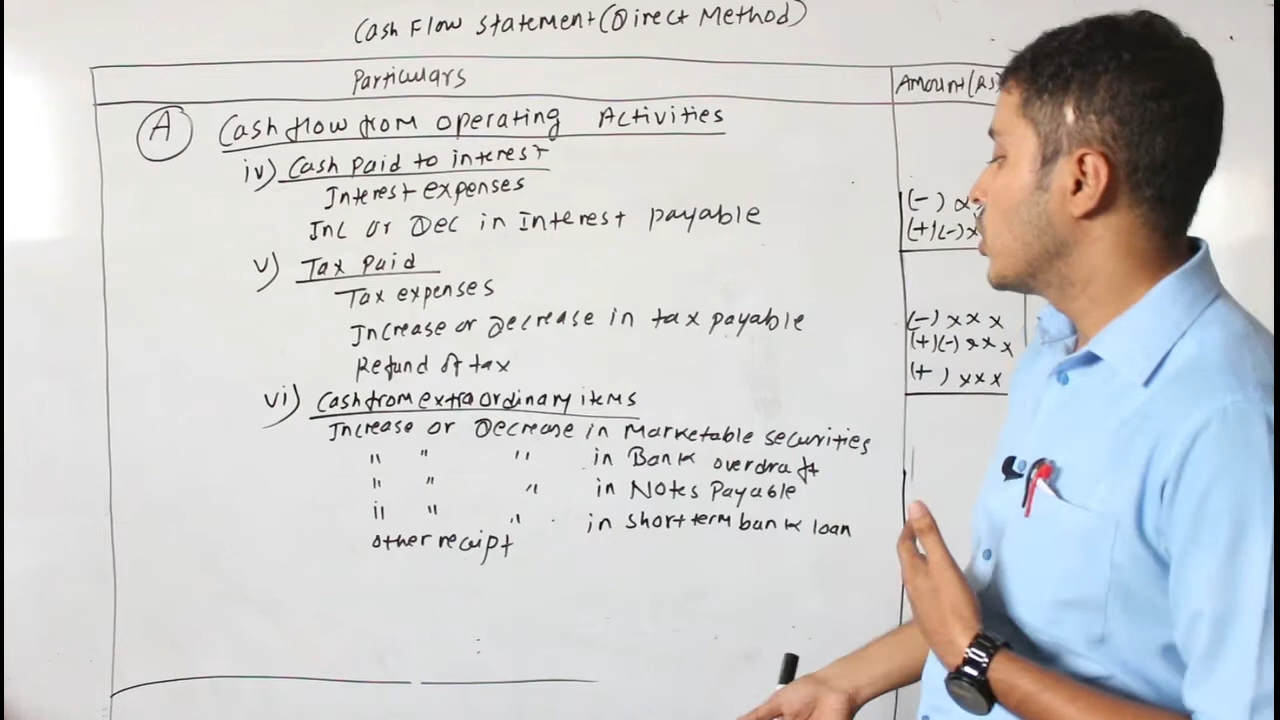 Cash Flow Statement (Direct Method)
Particulars
Amount (Rs)
A Cash flow from operating Activities
iv) Cash Paid to interest
Interest expenses
(-)
Inc or Dec in Interest payable
(+)(-) x
v) Tax Paid
Tax expenses
(-) x x x
Increase or Decrease in tax payable
(+)(-) x x x
Refund of tax
(+) x x x
vi) Cash from extra ordinary items
Increase or Decrease in Marketable securities
" " " in Bank overdraft
" " " in Notes Payable
" " " in short term bank loan
other recipt